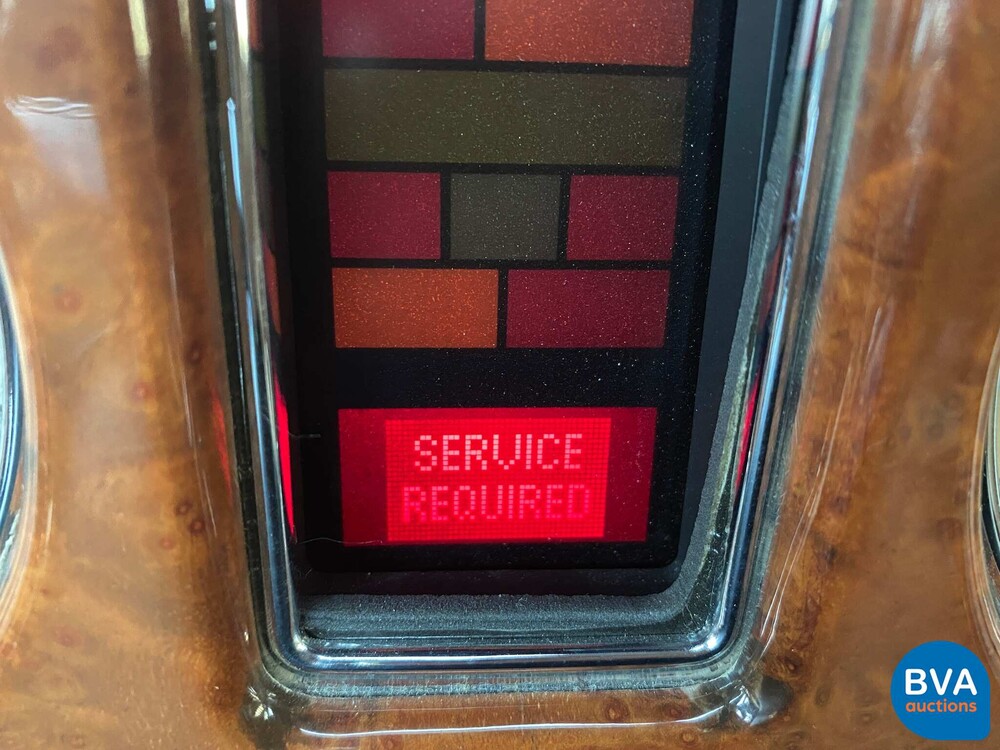 SERVICE
REQUIRED
BVA
auctions